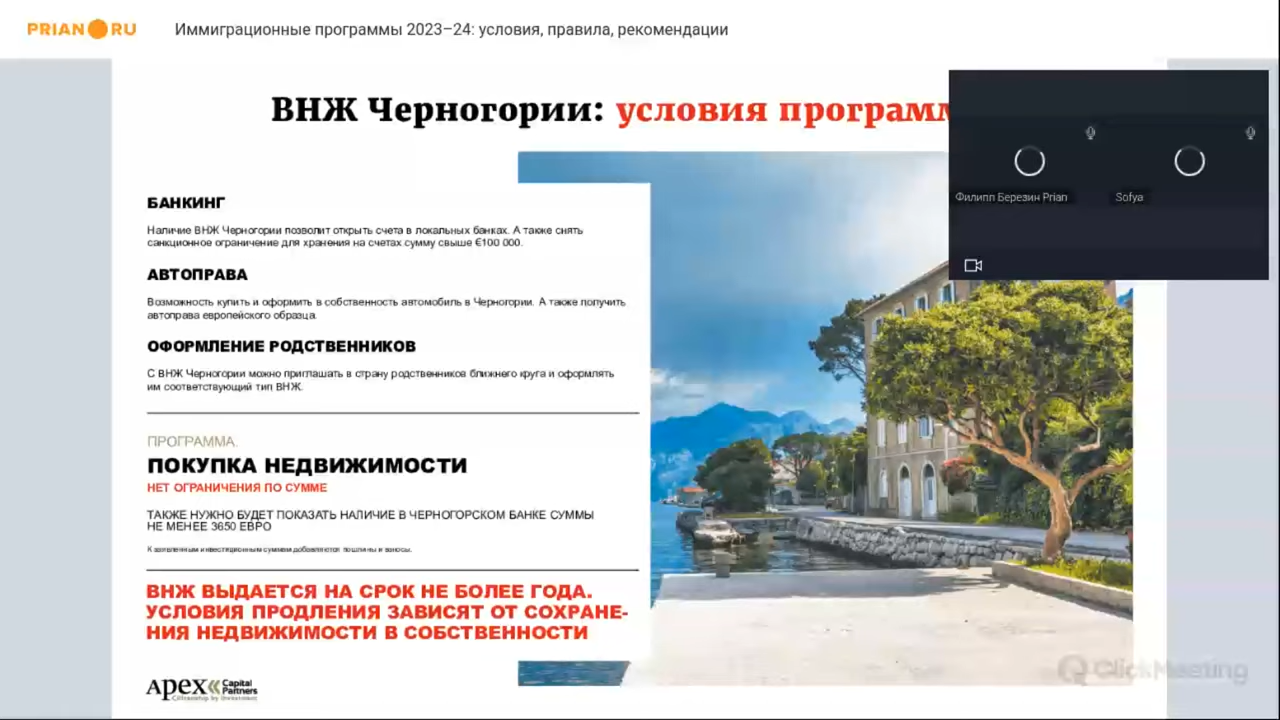 PRIAN RU
Иммиграционные программы 2023–24: условия, правила, рекомендации
ВНЖ Черногории: условия програм
Филипп Березин Prian
Sofya
БАНКИНГ
Наличие ВНЖ Черногории позволит открыть счета в локальных банках. А также снять
санкционное ограничение для хранения на счетах сумму свыше €100 000.
АВТОПРАВА
Возможность купить и оформить в собственность автомобиль в Черногории. А также получить
автоправа европейского образца.
ОФОРМЛЕНИЕ РОДСТВЕННИКОВ
С ВНЖ Черногории можно приглашать в страну родственников ближнего круга и оформлять
им соответствующий тип ВНЖ.
ПРОГРАММА
ПОКУПКА НЕДВИЖИМОСТИ
НЕТ ОГРАНИЧЕНИЯ ПО СУММЕ
ТАКЖЕ НУЖНО БУДЕТ ПОКАЗАТЬ НАЛИЧИЕ В ЧЕРНОГОРСКОМ БАНКЕ СУММЫ
НЕ МЕНЕЕ 3650 ЕВРО
К заявленным инвестиционным суммам добавляются пошлины и взносы.
ВНЖ ВЫДАЕТСЯ НА СРОК НЕ БОЛЕЕ ГОДА.
УСЛОВИЯ ПРОДЛЕНИЯ ЗАВИСЯТ ОТ СОХРАНЕ-
НИЯ НЕДВИЖИМОСТИ В СОБСТВЕННОСТИ
APEX Capital
Partners
Citizenship by Investment
ClickMeeting